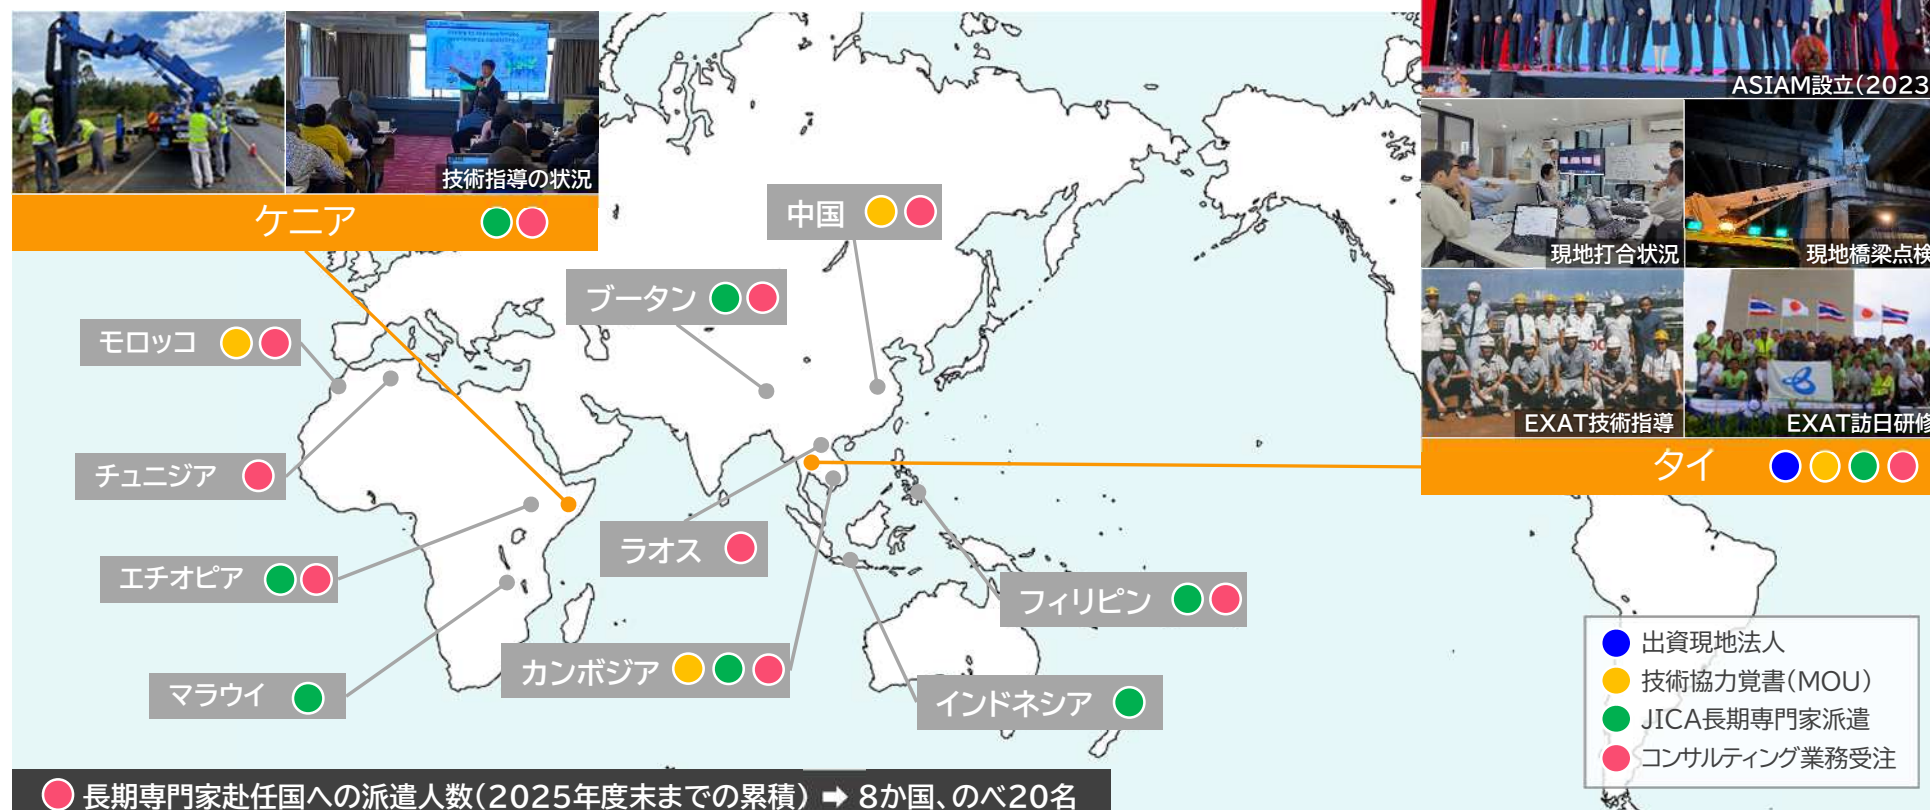 ASIAM設立(2023
技術指導の状況
ケニア
中国
現地打合状況
現地橋梁点検
ブータン
モロッコ
EXAT技術指導
EXAT訪日研修
チュニジア
タイ
ラオス
エチオピア
フィリピン
カンボジア
マラウイ
インドネシア
出資現地法人
技術協力覚書(MOU)
JICA長期専門家派遣
コンサルティング業務受注
長期専門家赴任国への派遣人数(2025年度末までの累積) ➡ 8か国、のべ20名